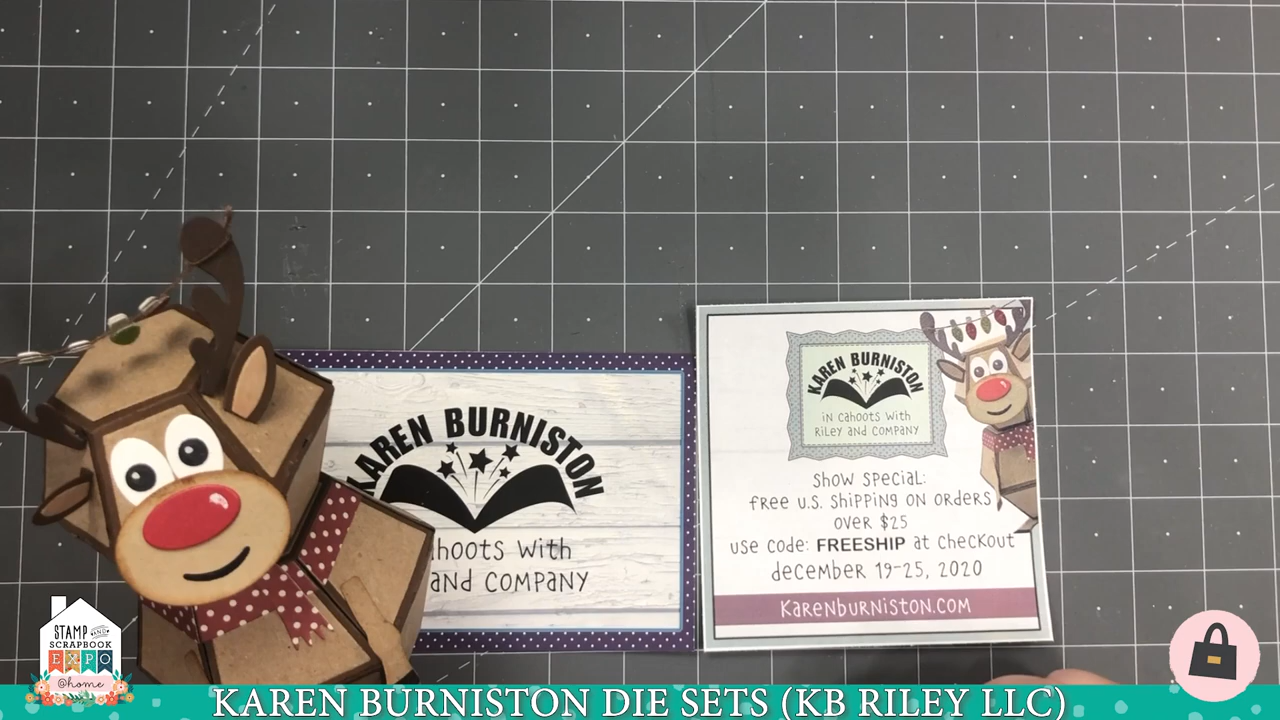 KAREN BURNISTON
ahoots with
and company
KAREN BURNISTON
in cahoots with
Riley and company
Show Special:
free U.S. Shipping on orders
over $25
use code: FREESHIP at checkout
december 19-25, 2020
Karenburniston.com
STAMP AND
SCRAPBOOK
EXPO
@home
KAREN BURNISTON DIE SETS (KB RILEY LLC)